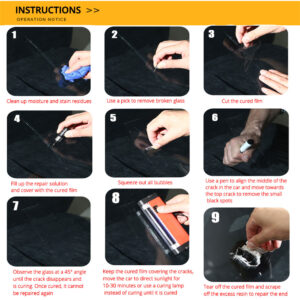 INSTRUCTIONS >>
OPERATION NOTICE
1
Clean up moisture and stain residues
2
Use a pick to remove broken glass
3
Cut the cured film
4
Fill up the repair solution
and cover with the cured film
5
Squeeze out all bubbles
6
Use a pen to align the middle of the
crack in the car and move towards
the top crack to remove the small
black spots
7
Observe the glass at a 45° angle
until the crack disappears and
is curing. Once cured, it cannot
be repaired again
8
Keep the cured film covering the cracks,
move the car to direct sunlight for
10-30 minutes or use a curing lamp
instead of curing until it is cured
9
Tear off the cured film and scrape
off the excess resin to repair the end